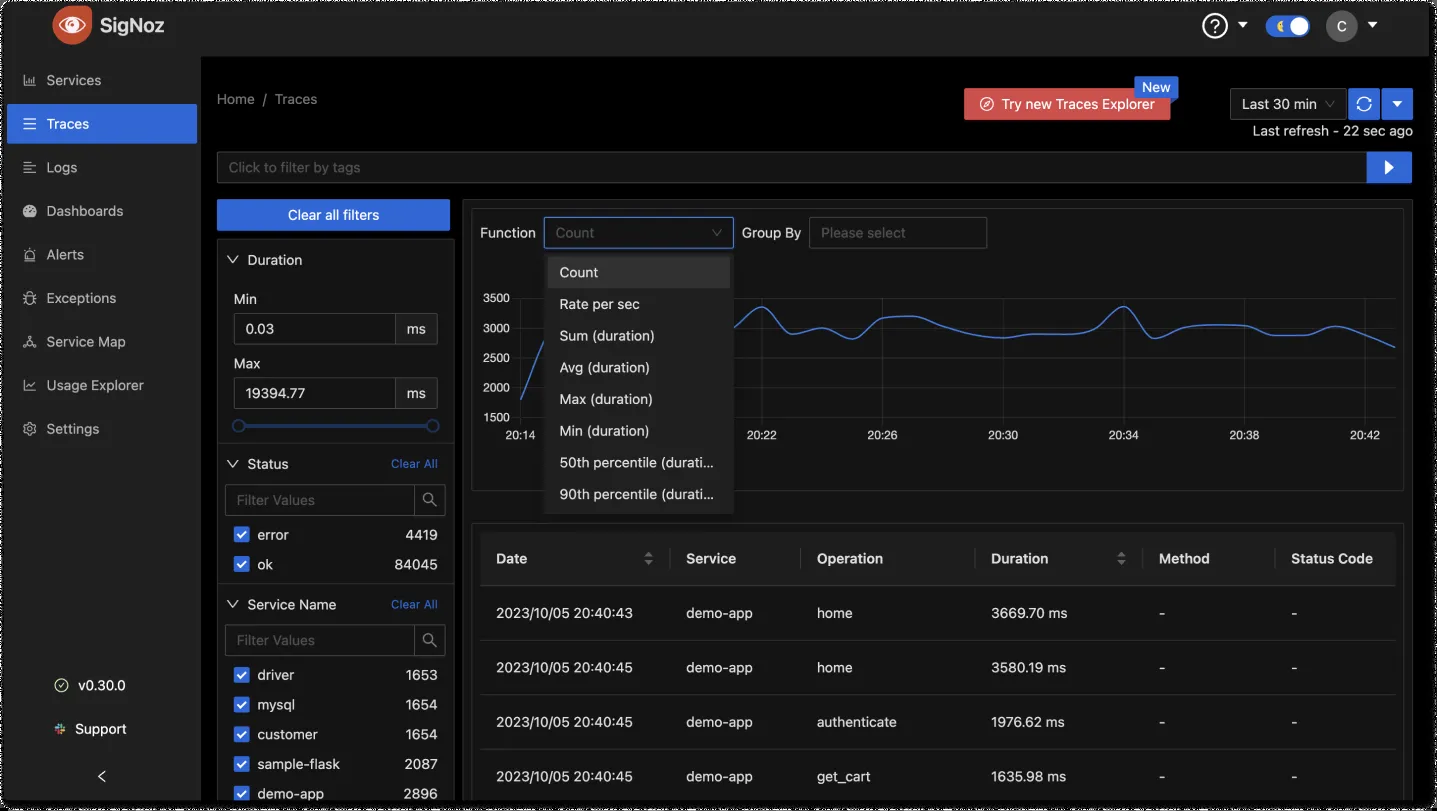 SigNoz
C
Services
Traces
Logs
Dashboards
Alerts
Exceptions
Service Map
Usage Explorer
Settings
v0.30.0
Support
Home / Traces
Try new Traces Explorer
New
Last 30 min
Last refresh - 22 sec ago
Click to filter by tags
Clear all filters
Duration
Min
0.03 ms
Max
19394.77 ms
Status Clear All
Filter Values
error 4419
ok 84045
Service Name Clear All
Filter Values
driver 1653
mysql 1654
customer 1654
sample-flask 2087
demo-app 2896
Function Count Group By Please select
Count
Rate per sec
Sum (duration)
Avg (duration)
Max (duration)
Min (duration)
50th percentile (durati...
90th percentile (durati...
3500
3000
2500
2000
1500
20:14 20:22 20:26 20:30 20:34 20:38 20:42
Date Service Operation Duration Method Status Code
2023/10/05 20:40:43 demo-app home 3669.70 ms - -
2023/10/05 20:40:45 demo-app home 3580.19 ms - -
2023/10/05 20:40:45 demo-app authenticate 1976.62 ms - -
2023/10/05 20:40:45 demo-app get_cart 1635.98 ms - -